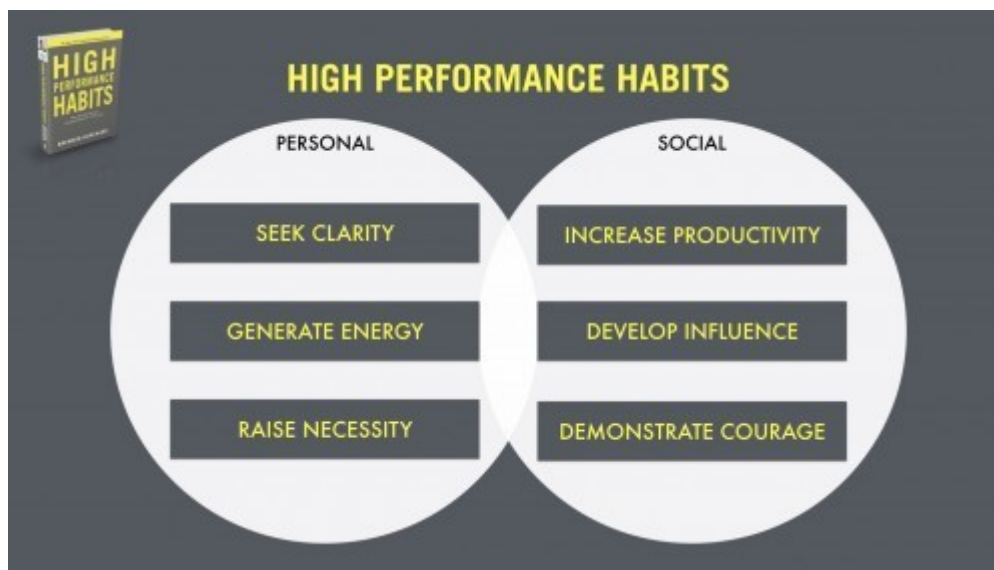 HIGH
PERFORMANCE
HABITS
HIGH PERFORMANCE HABITS
PERSONAL
SEEK CLARITY
GENERATE ENERGY
RAISE NECESSITY
SOCIAL
INCREASE PRODUCTIVITY
DEVELOP INFLUENCE
DEMONSTRATE COURAGE